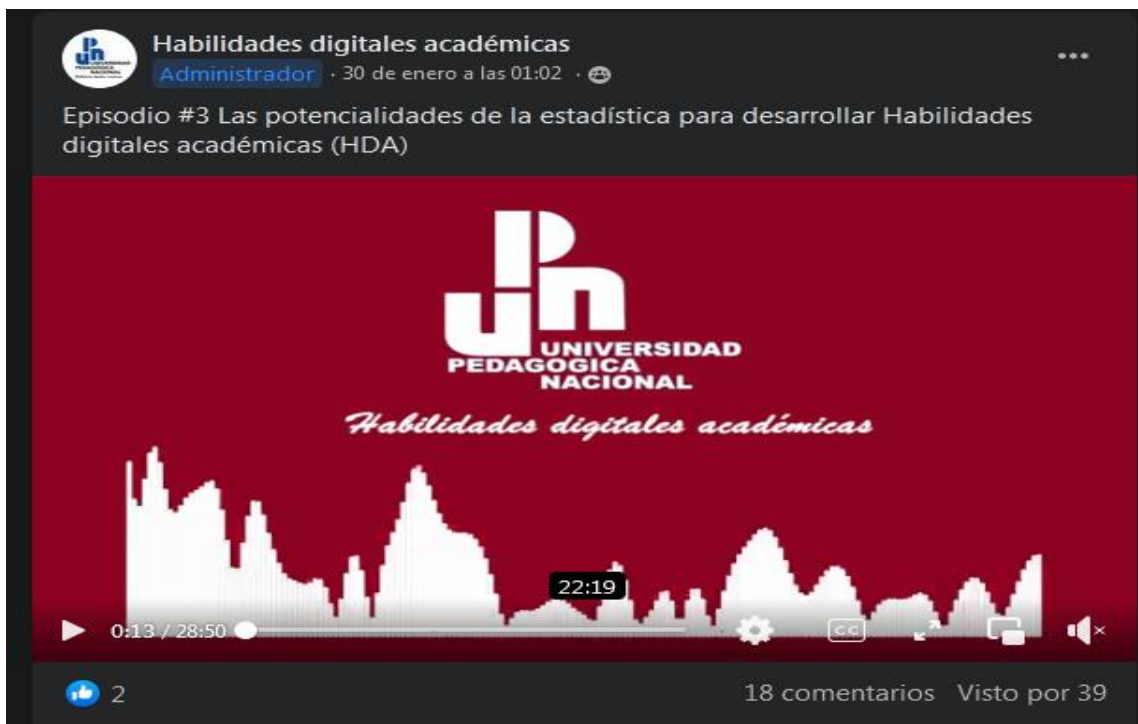 Habilidades digitales académicas
Administrador · 30 de enero a las 01:02 ·
Episodio #3 Las potencialidades de la estadística para desarrollar Habilidades
digitales académicas (HDA)
upn
UNIVERSIDAD
PEDAGOGICA
NACIONAL
Habilidades digitales académicas
22:19
0:13 / 28:50
CC
2
18 comentarios Visto por 39